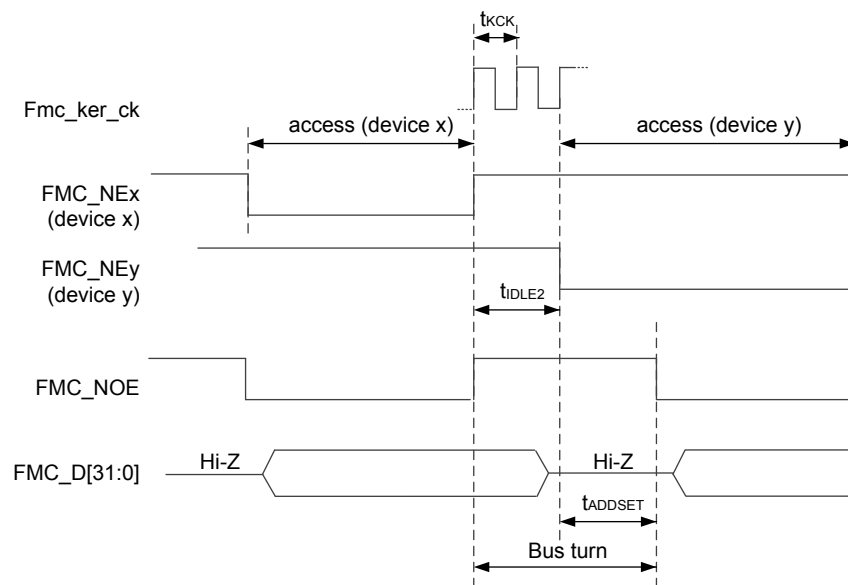 tKCK
Fmc_ker_ck
access (device x)
access (device y)
FMC_NEx
(device x)
FMC_NEy
(device y)
tIDLE2
FMC_NOE
FMC_D[31:0]
Hi-Z
Hi-Z
tADDSET
Bus turn